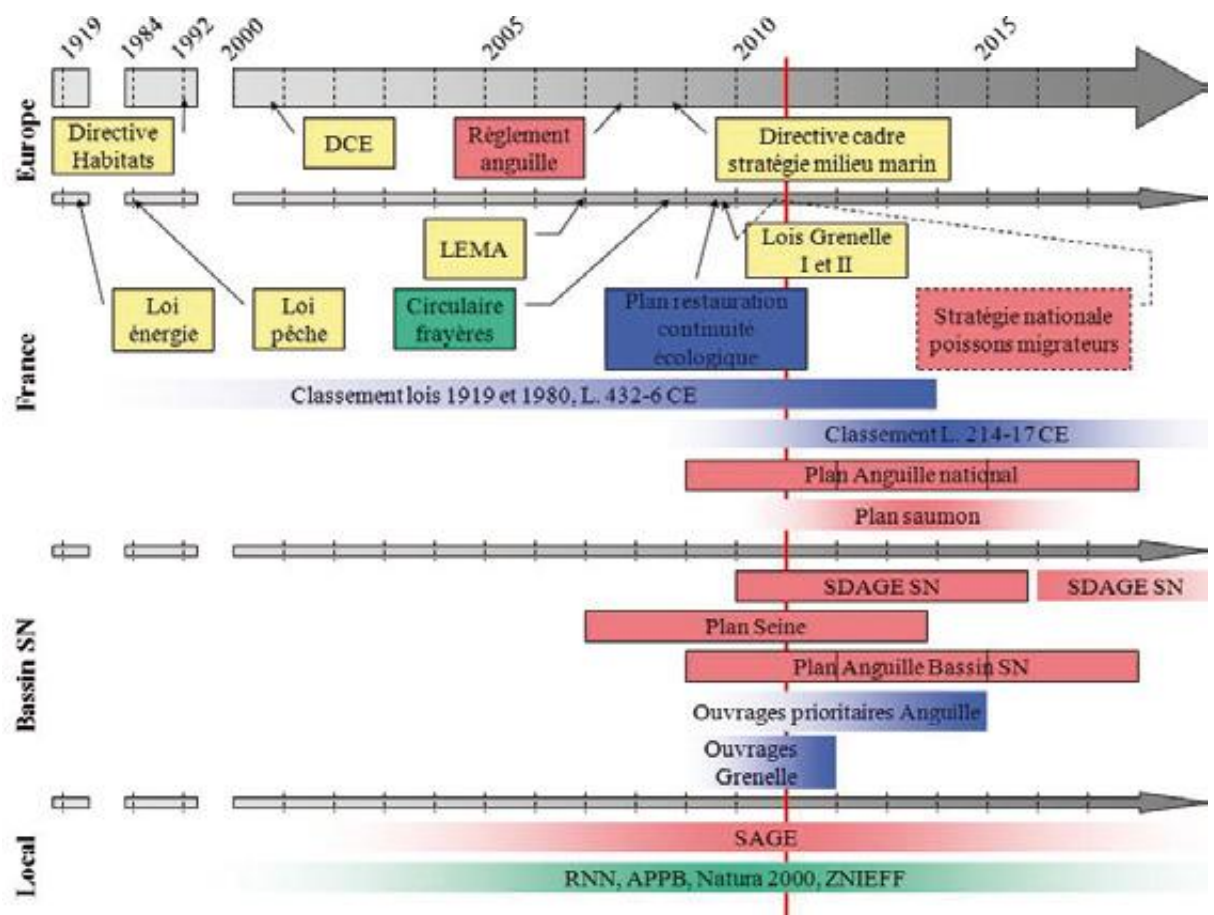 1919
1984
1992
2000
2005
2010
2015
Europe
Directive
Habitats
DCE
Règlement
anguille
Directive cadre
stratégie milieu marin
France
LEMA
Lois Grenelle
I et II
Loi
énergie
Loi
pêche
Circulaire
frayères
Plan restauration
continuité
écologique
Stratégie nationale
poissons migrateurs
Classement lois 1919 et 1980, L. 432-6 CE
Classement L. 214-17 CE
Plan Anguille national
Plan saumon
Bassin SN
SDAGE SN
SDAGE SN
Plan Seine
Plan Anguille Bassin SN
Ouvrages prioritaires Anguille
Ouvrages
Grenelle
Local
SAGE
RNN, APPB, Natura 2000, ZNIEFF